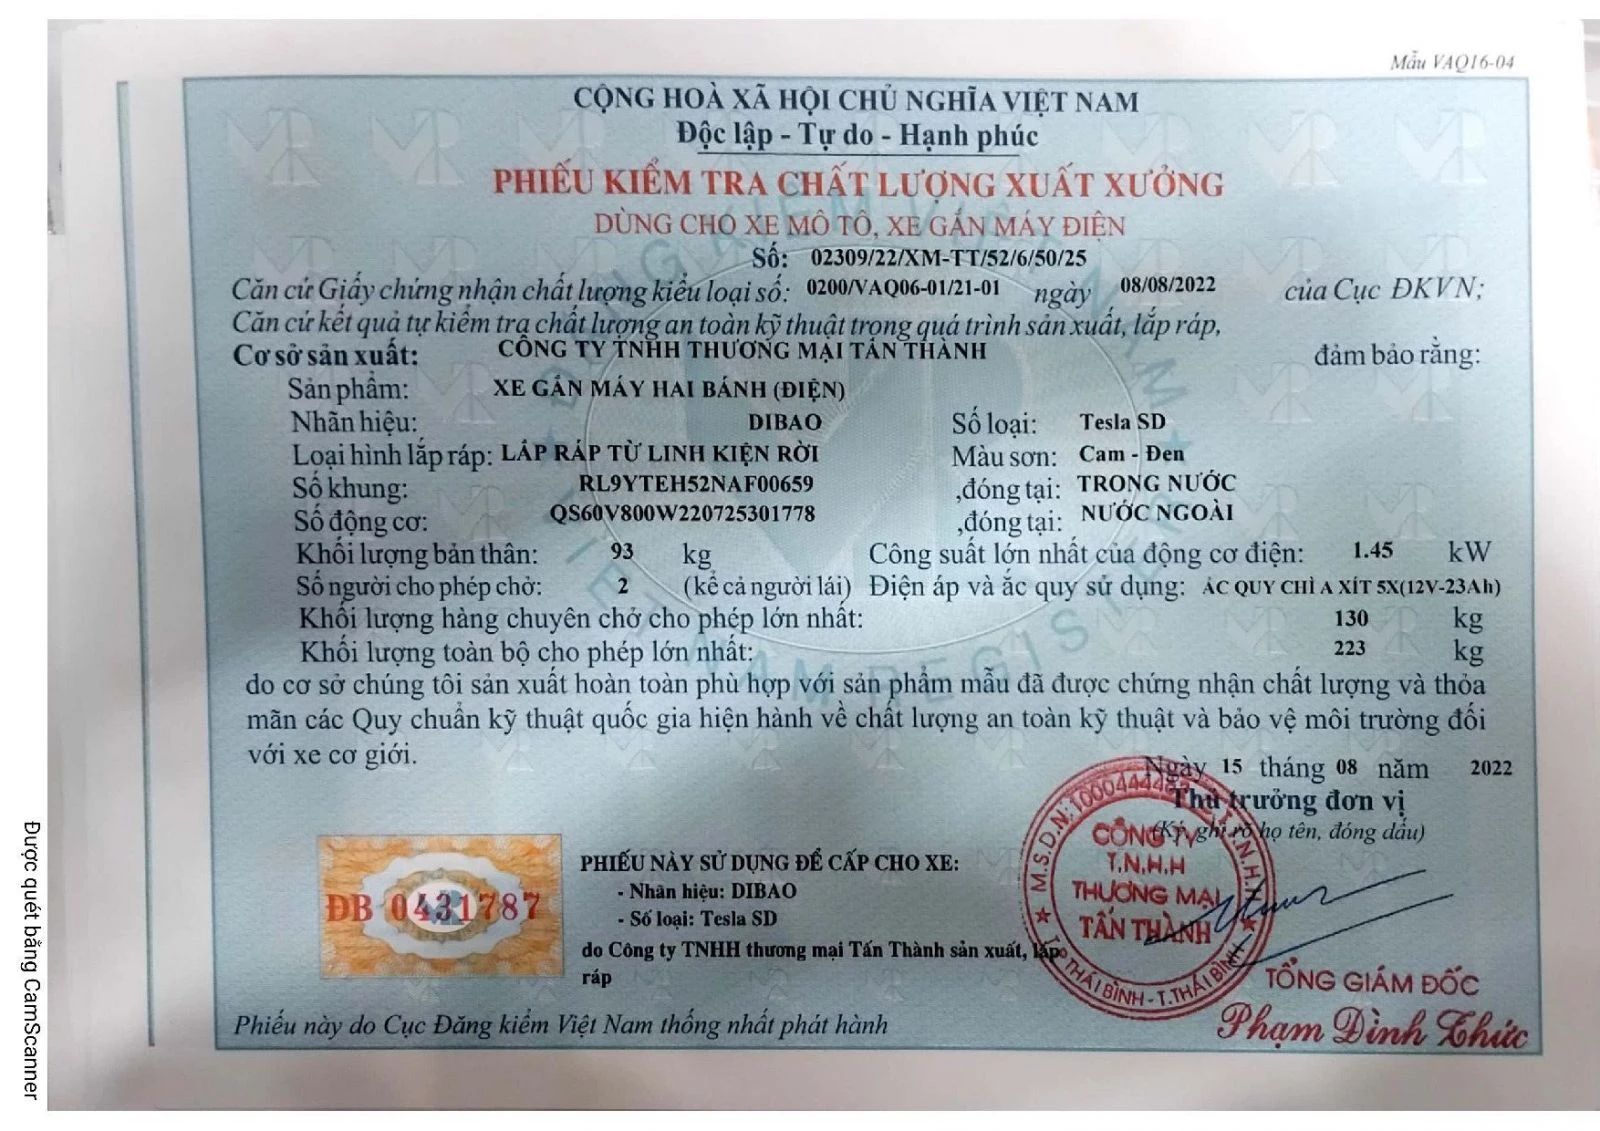 Mẫu VAQ16-04
CỘNG HOÀ XÃ HỘI CHỦ NGHĨA VIỆT NAM
Độc lập - Tự do - Hạnh phúc
PHIẾU KIỂM TRA CHẤT LƯỢNG XUẤT XƯỞNG
DÙNG CHO XE MÔ TÔ, XE GẮN MÁY ĐIỆN
Số: 02309/22/XM-TT/52/6/50/25
Căn cứ Giấy chứng nhận chất lượng kiểu loại số: 0200/VAQ06-01/21-01 ngày 08/08/2022 của Cục ĐKVN;
Căn cứ kết quả tự kiểm tra chất lượng an toàn kỹ thuật trong quá trình sản xuất, lắp ráp,
Cơ sở sản xuất: CÔNG TY TNHH THƯƠNG MẠI TẤN THÀNH đảm bảo rằng:
Sản phẩm: XE GẮN MÁY HAI BÁNH (ĐIỆN)
Nhãn hiệu: DIBAO Số loại: Tesla SD
Loại hình lắp ráp: LẮP RÁP TỪ LINH KIỆN RỜI Màu sơn: Cam - Đen
Số khung: RL9YTEH52NAF00659 ,đóng tại: TRONG NƯỚC
Số động cơ: QS60V800W220725301778 ,đóng tại: NƯỚC NGOÀI
Khối lượng bản thân: 93 kg Công suất lớn nhất của động cơ điện: 1.45 kW
Số người cho phép chở: 2 (kể cả người lái) Điện áp và ắc quy sử dụng: ẮC QUY CHÌ A XÍT 5X(12V-23Ah)
Khối lượng hàng chuyên chở cho phép lớn nhất: 130 kg
Khối lượng toàn bộ cho phép lớn nhất: 223 kg
do cơ sở chúng tôi sản xuất hoàn toàn phù hợp với sản phẩm mẫu đã được chứng nhận chất lượng và thỏa
mãn các Quy chuẩn kỹ thuật quốc gia hiện hành về chất lượng an toàn kỹ thuật và bảo vệ môi trường đối
với xe cơ giới.
Ngày 15 tháng 08 năm 2022
Thủ trưởng đơn vị
(Ký, ghi rõ họ tên, đóng dấu)
M.S.D.N:
CÔNG TY
T.N.H.H
THƯƠNG MẠI
TẤN THÀNH
TP THÁI BÌNH - T.THÁI BÌNH
ĐB 0431787
PHIẾU NÀY SỬ DỤNG ĐỂ CẤP CHO XE:
- Nhãn hiệu: DIBAO
- Số loại: Tesla SD
do Công ty TNHH thương mại Tấn Thành sản xuất, lắp
ráp
TỔNG GIÁM ĐỐC
Phạm Đình Thức
Phiếu này do Cục Đăng kiểm Việt Nam thống nhất phát hành
ĐĂNG KIỂM VIỆT NAM
VIETNAM REGISTER
Được quét bằng CamScanner